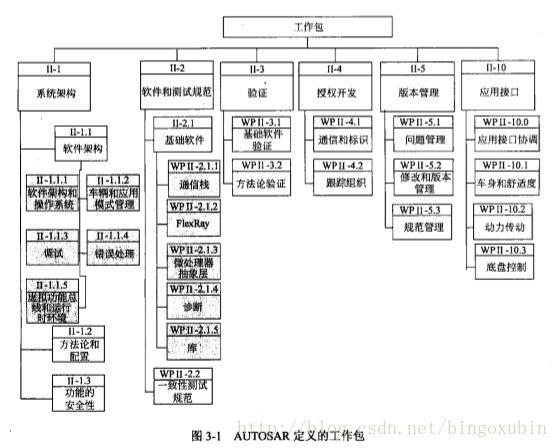 工作包
II-1
系统架构
II-2
软件和测试规范
II-3
验证
II-4
授权开发
II-5
版本管理
II-10
应用接口
II-1.1
软件架构
II-1.1.1
软件架构和
操作系统
II-1.1.2
车辆和应用
模式管理
II-1.1.3
调试
II-1.1.4
错误处理
II-1.1.5
虚拟功能总
线和运行
时环境
II-1.2
方法论和
配置
II-1.3
功能的
安全性
II-2.1
基础软件
WP II-2.1.1
通信栈
WP II-2.1.2
FlexRay
WP II-2.1.3
微处理器
抽象层
WP II-2.1.4
诊断
WP II-2.1.5
库
WP II-2.2
一致性测试
规范
WP II-3.1
基础软件
验证
WP II-3.2
方法论验证
WP II-4.1
通信和标识
WP II-4.2
跟踪组织
WP II-5.1
问题管理
WP II-5.2
修改和版本
管理
WP II-5.3
规范管理
WP II-10.0
应用接口协调
WP II-10.1
车身和舒适度
WP II-10.2
动力传动
WP II-10.3
底盘控制
http://blog.csdn.net/bingoxubin
图 3-1 AUTOSAR 定义的工作包